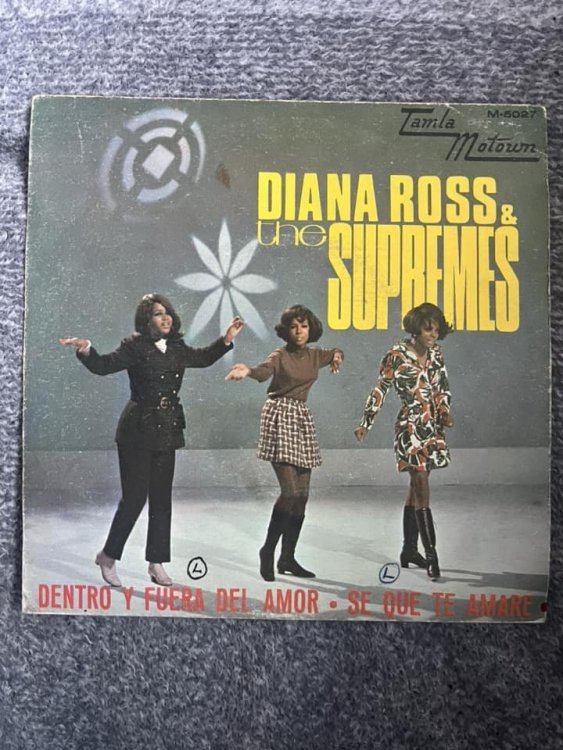 M-5027
Tamla
Motown
DIANA ROSS &
the SUPREMES
L
L
DENTRO Y FUERA DEL AMOR • SE QUE TE AMARE